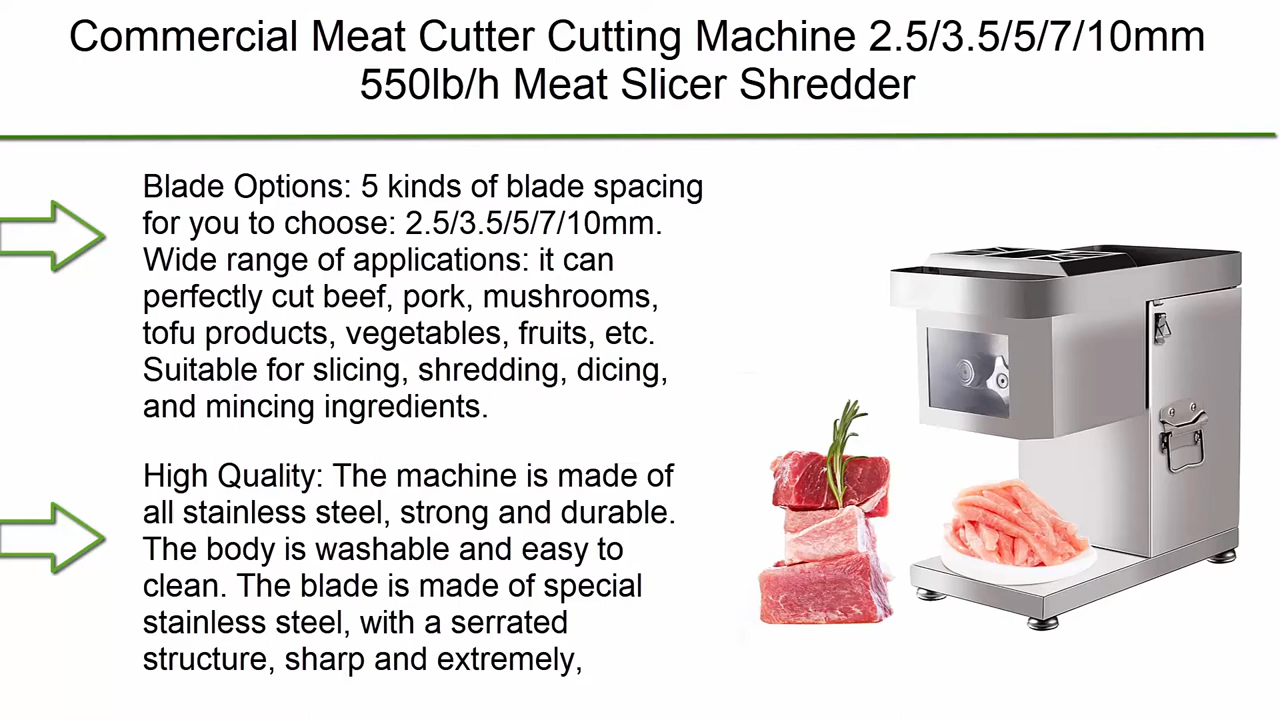 Commercial Meat Cutter Cutting Machine 2.5/3.5/5/7/10mm
550lb/h Meat Slicer Shredder
Blade Options: 5 kinds of blade spacing
for you to choose: 2.5/3.5/5/7/10mm.
Wide range of applications: it can
perfectly cut beef, pork, mushrooms,
tofu products, vegetables, fruits, etc.
Suitable for slicing, shredding, dicing,
and mincing ingredients.
High Quality: The machine is made of
all stainless steel, strong and durable.
The body is washable and easy to
clean. The blade is made of special
stainless steel, with a serrated
structure, sharp and extremely,